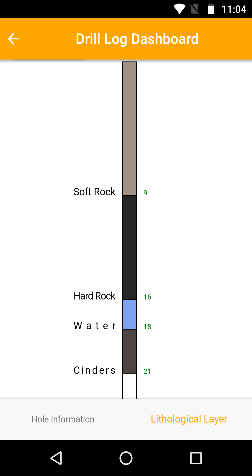 11:04
Drill Log Dashboard
Soft Rock 9
Hard Rock 16
Water 18
Cinders 21
Hole Information Lithological Layer